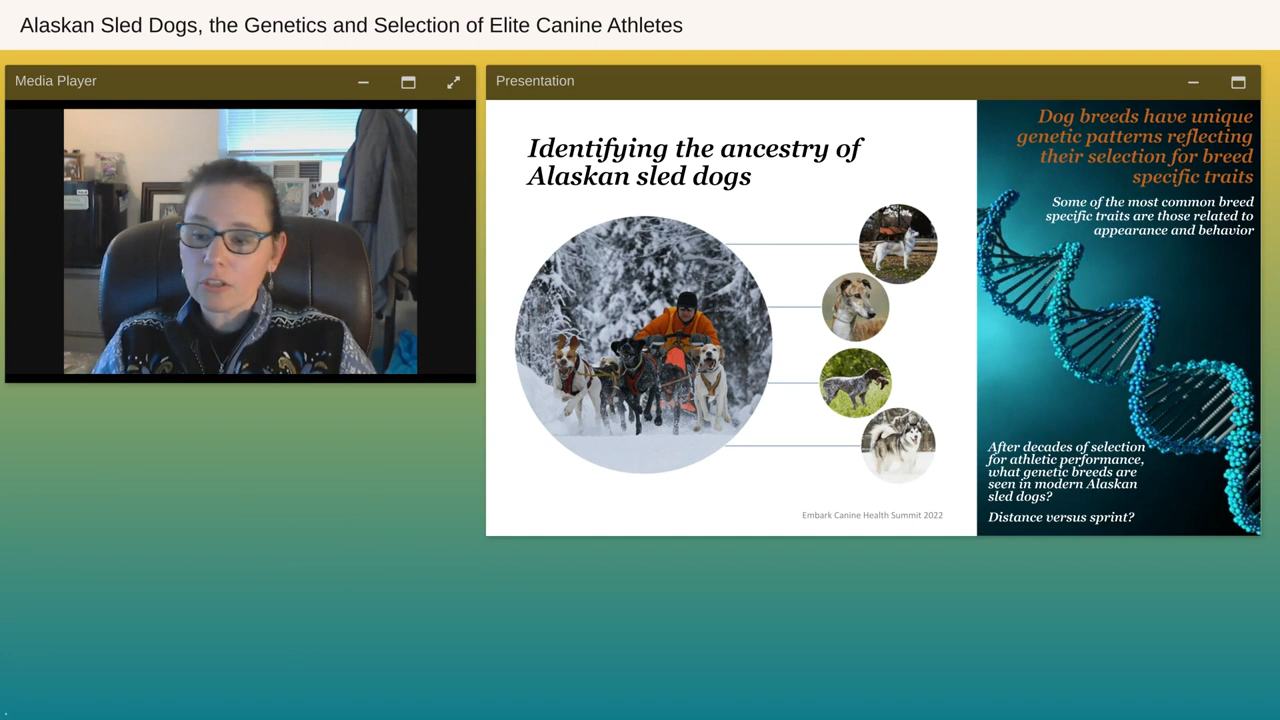 Alaskan Sled Dogs, the Genetics and Selection of Elite Canine Athletes
Media Player
Presentation
Identifying the ancestry of
Alaskan sled dogs
Embark Canine Health Summit 2022
Dog breeds have unique
genetic patterns reflecting
their selection for breed
specific traits
Some of the most common breed
specific traits are those related to
appearance and behavior
After decades of selection
for athletic performance,
what genetic breeds are
seen in modern Alaskan
sled dogs?
Distance versus sprint?